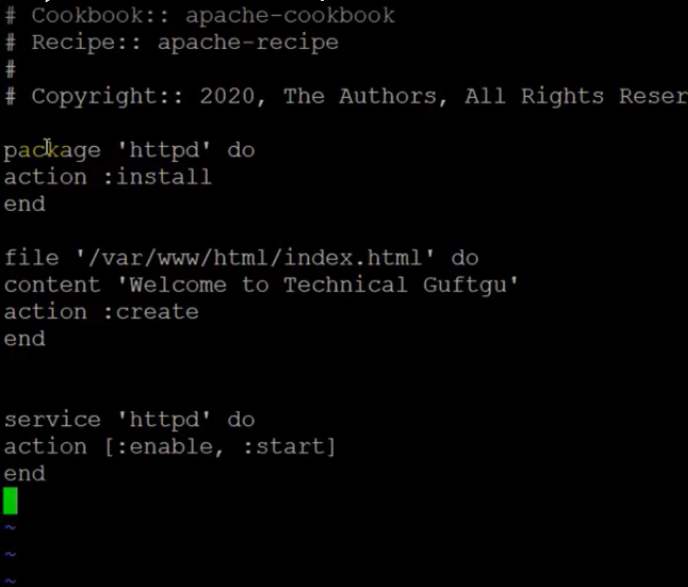 # Cookbook:: apache-cookbook
# Recipe:: apache-recipe
#
# Copyright:: 2020, The Authors, All Rights Reser
package 'httpd' do
action :install
end
file '/var/www/html/index.html' do
content 'Welcome to Technical Guftgu'
action :create
end
service 'httpd' do
action [:enable, :start]
end
~
~
~